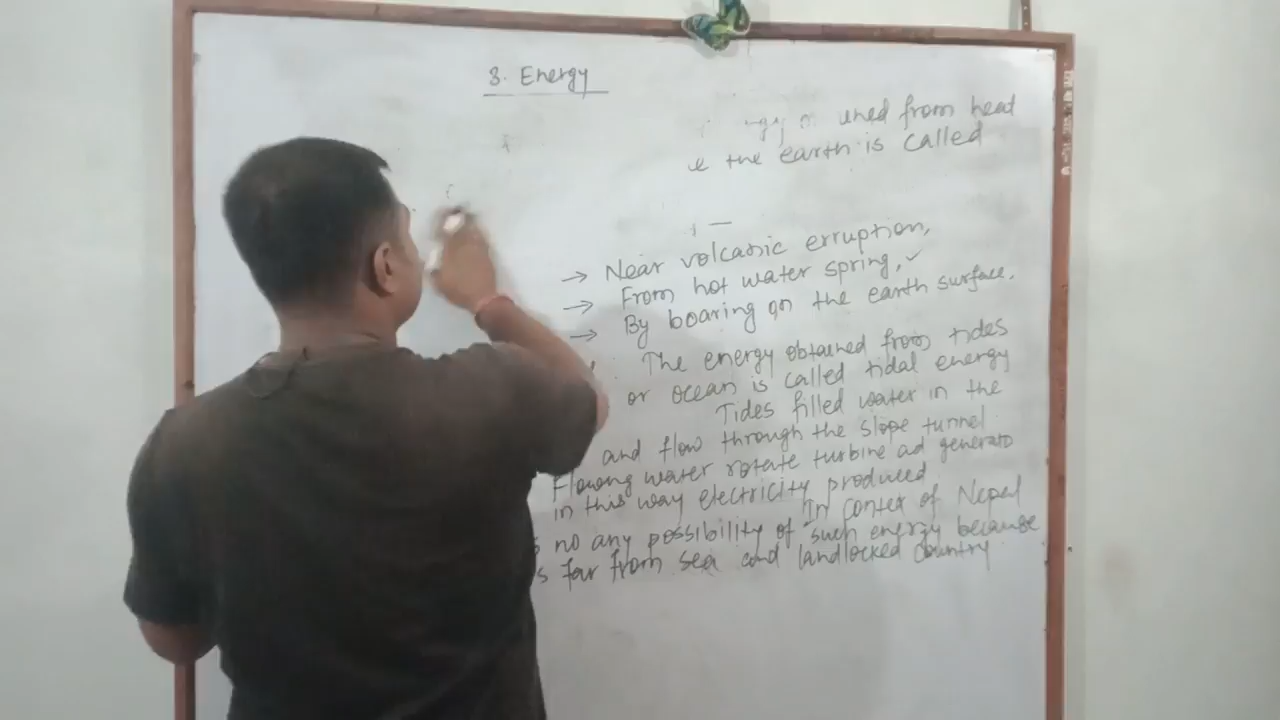 3. Energy
from heat
the earth is called
→ Near volcanic erruption,
→ From hot water spring, ✓
→ By boaring on the earth surface.
The energy obtained from tides
or ocean is called tidal energy
Tides filled water in the
and flow through the slope tunnel
Flowing water rotate turbine ad generato
in this way electricity produced
In contex of Nepal
no any possibility of such energy because
s far from sea and landlocked country